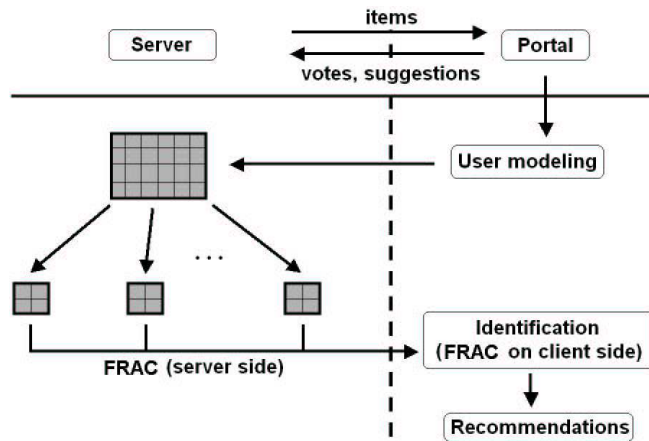 items
Server
Portal
votes, suggestions
User modeling
. . .
Identification
(FRAC on client side)
FRAC (server side)
Recommendations